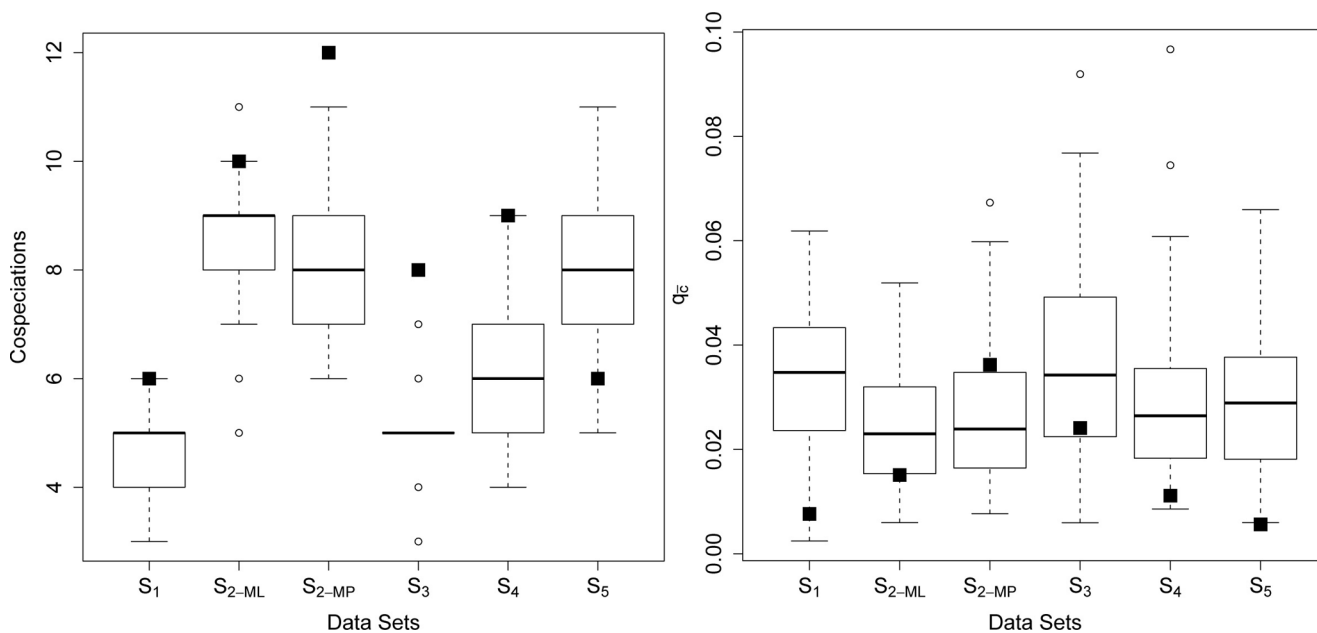 Cospeciations
12
10
8
6
4
S1 S2−ML S2−MP S3 S4 S5
Data Sets
qc̄
0.10
0.08
0.06
0.04
0.02
0.00
S1 S2−ML S2−MP S3 S4 S5
Data Sets